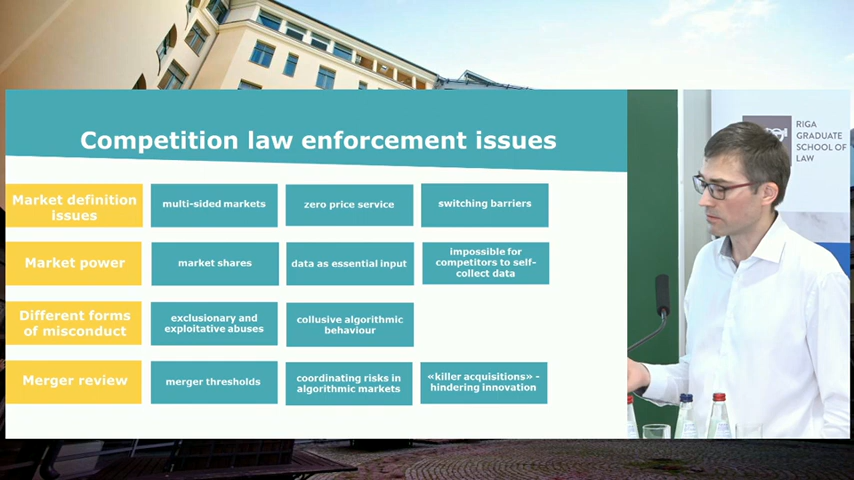 Competition law enforcement issues
RIGA
GRADUATE
SCHOOL OF
LAW
Market definition
issues
multi-sided markets
zero price service
switching barriers
Market power
market shares
data as essential input
impossible for
competitors to self-
collect data
Different forms
of misconduct
exclusionary and
exploitative abuses
collusive algorithmic
behaviour
Merger review
merger thresholds
coordinating risks in
algorithmic markets
«killer acquisitions» -
hindering innovation